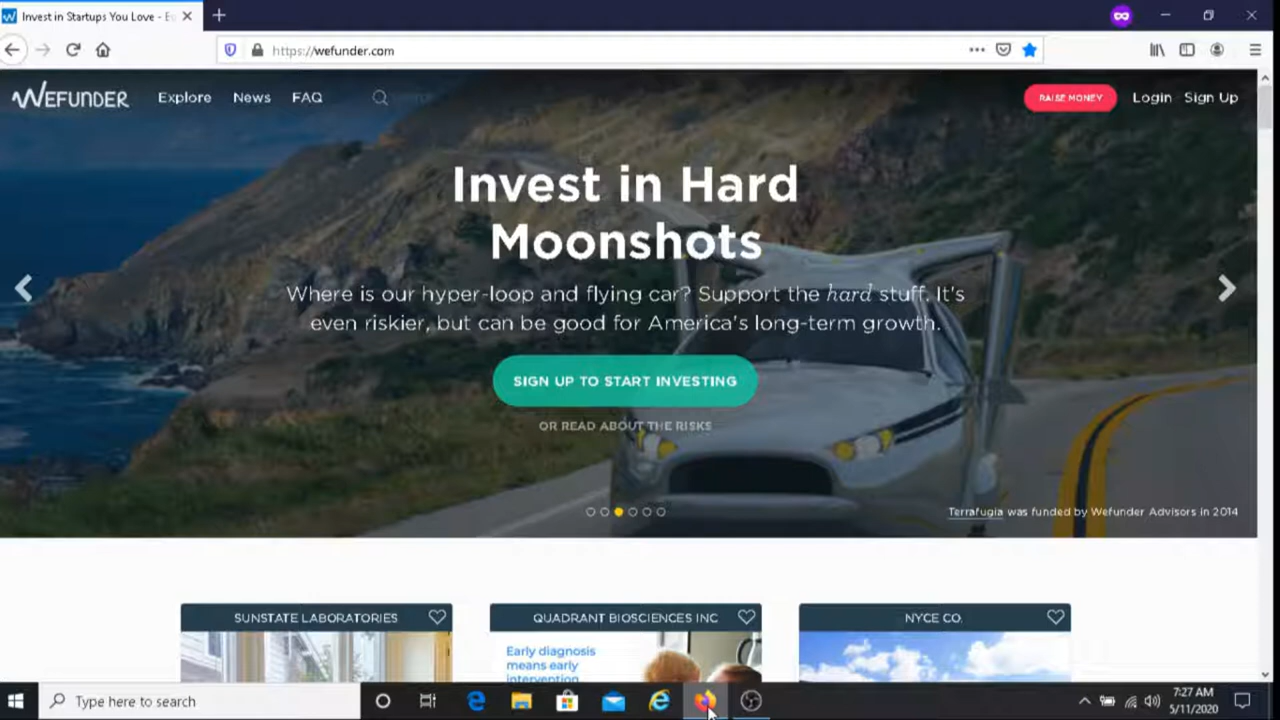 Invest in Startups You Love - E
https://wefunder.com
WEFUNDER
Explore
News
FAQ
RAISE MONEY
Login
Sign Up
Invest in Hard
Moonshots
Where is our hyper-loop and flying car? Support the hard stuff. It's
even riskier, but can be good for America's long-term growth.
SIGN UP TO START INVESTING
OR READ ABOUT THE RISKS
Terrafugia was funded by Wefunder Advisors in 2014
SUNSTATE LABORATORIES
QUADRANT BIOSCIENCES INC
NYCE CO.
Early diagnosis
means early
intervention
Type here to search
7:27 AM
5/11/2020